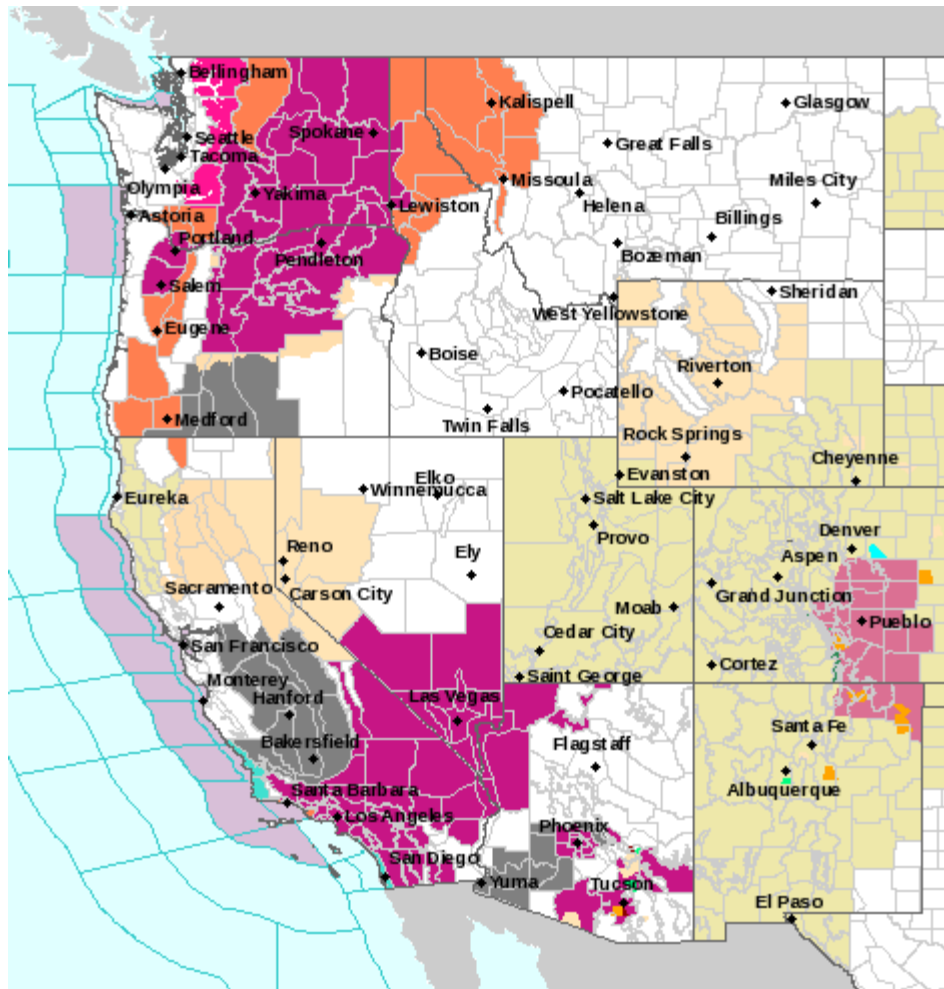 Bellingham
Kalispell
Glasgow
Spokane
Seattle
Great Falls
Tacoma
Olympia
Yakima
Missoula
Miles City
Lewiston
Helena
Astoria
Billings
Portland
Pendleton
Bozeman
Salem
Sheridan
West Yellowstone
Eugene
Boise
Riverton
Pocatello
Medford
Twin Falls
Rock Springs
Cheyenne
Elko
Evanston
Winnemucca
Eureka
Salt Lake City
Provo
Denver
Reno
Ely
Aspen
Sacramento
Carson City
Grand Junction
Moab
Pueblo
Cedar City
San Francisco
Cortez
Saint George
Monterey
Hanford
Las Vegas
Santa Fe
Flagstaff
Bakersfield
Albuquerque
Santa Barbara
Los Angeles
Phoenix
San Diego
Yuma
Tucson
El Paso